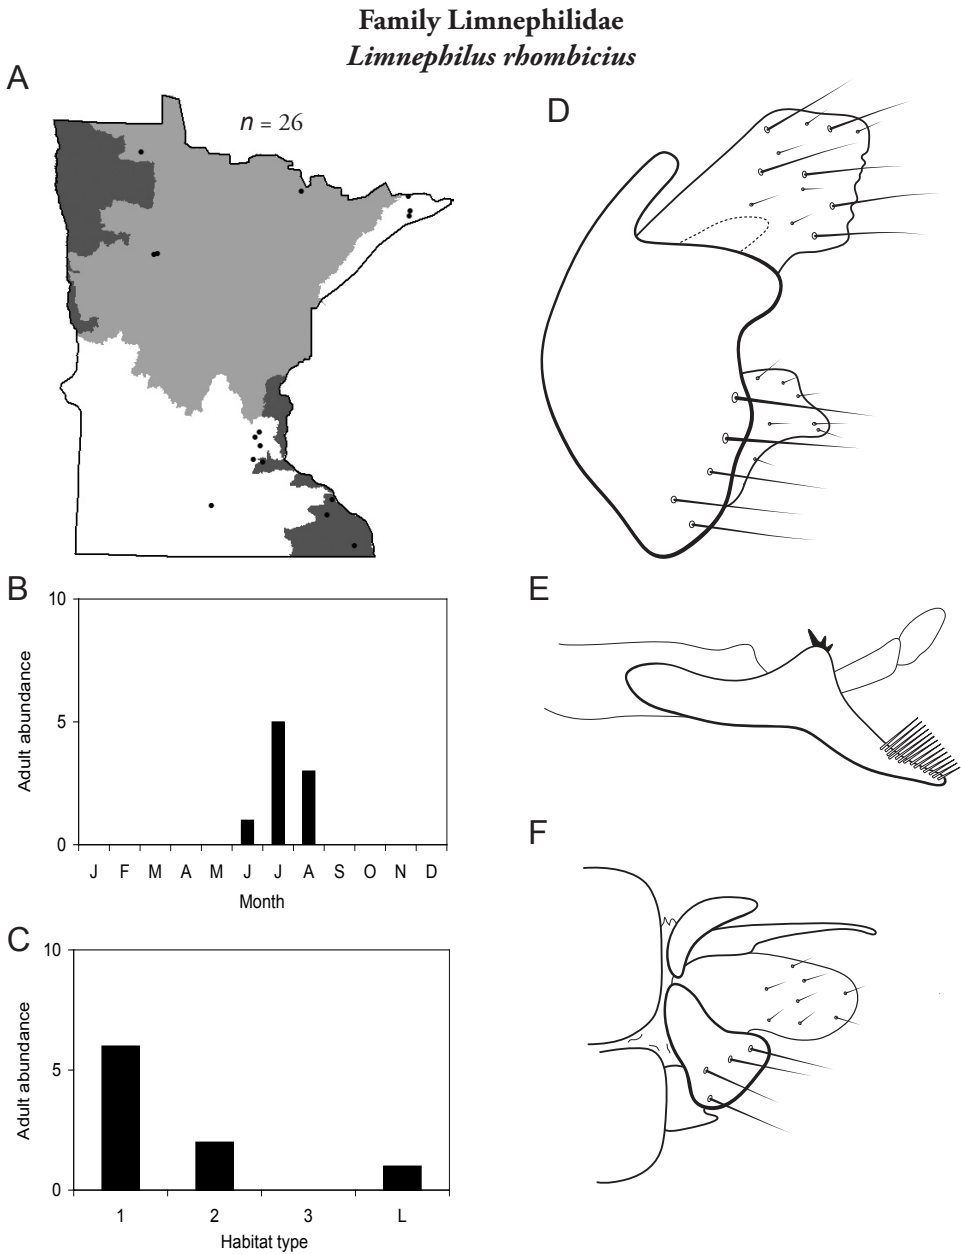 Family Limnephilidae
Limnephilus rhombicius
A
n = 26
B
10
5
0
Adult abundance
J F M A M J J A S O N D
Month
C
10
5
0
Adult abundance
1 2 3 L
Habitat type
D
E
F